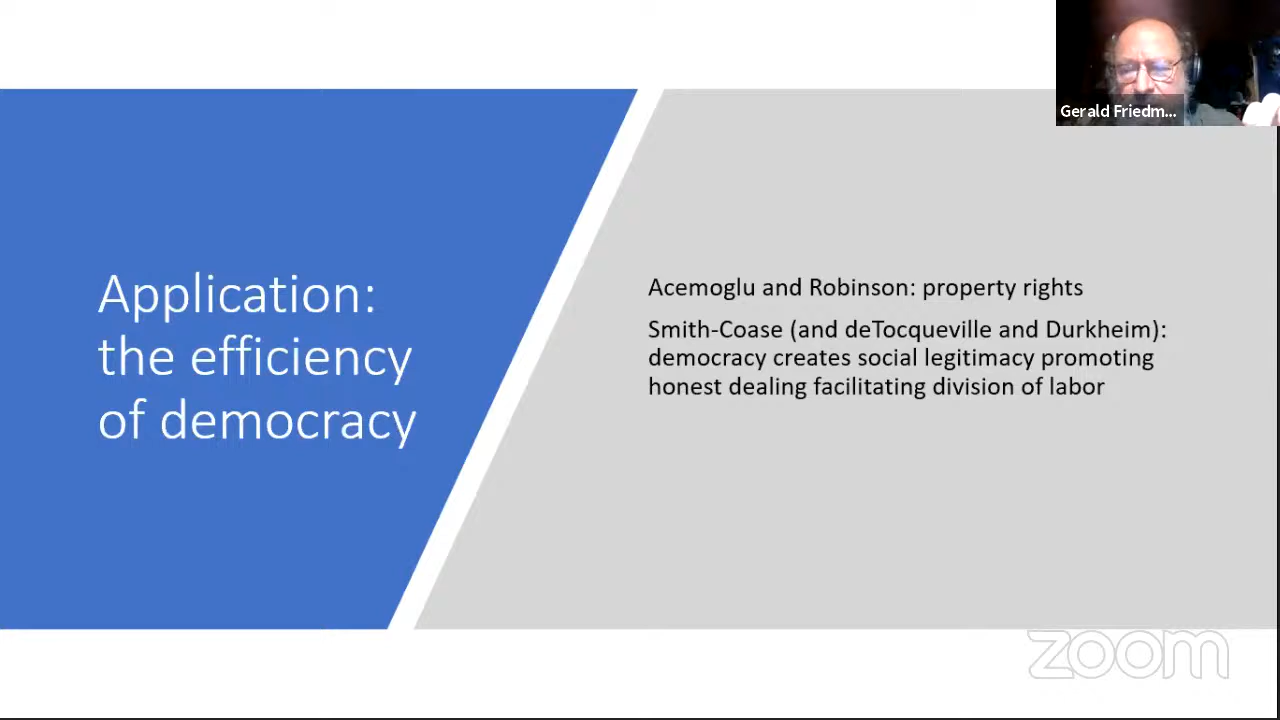 Gerald Friedm...
Application:
the efficiency
of democracy
Acemoglu and Robinson: property rights
Smith-Coase (and deTocqueville and Durkheim):
democracy creates social legitimacy promoting
honest dealing facilitating division of labor
zoom